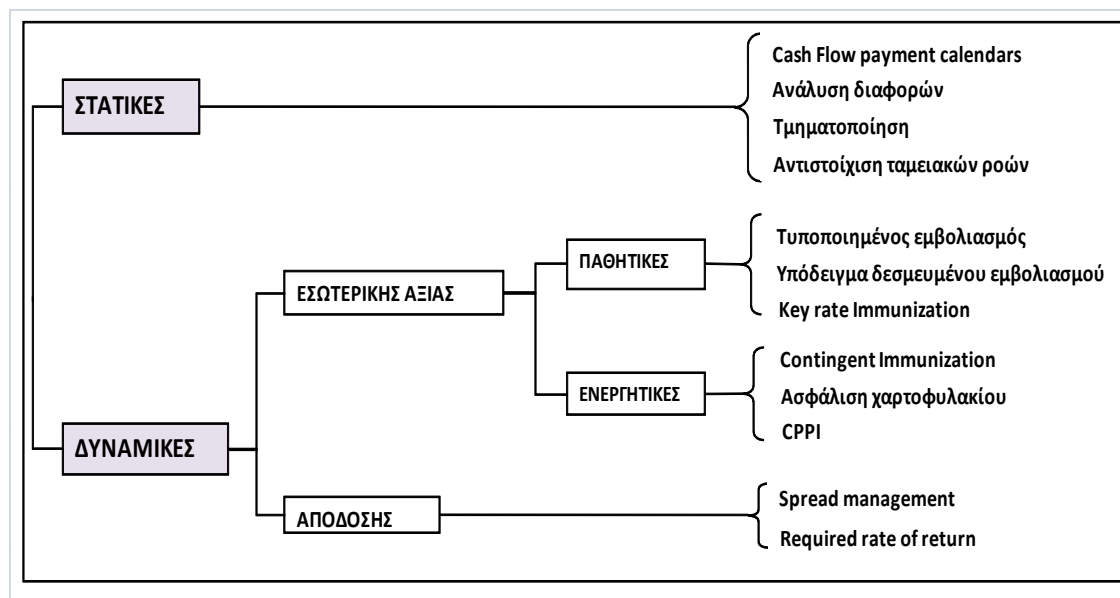 ΣΤΑΤΙΚΕΣ
Cash Flow payment calendars
Ανάλυση διαφορών
Τμηματοποίηση
Αντιστοίχιση ταμειακών ροών
ΔΥΝΑΜΙΚΕΣ
ΕΣΩΤΕΡΙΚΗΣ ΑΞΙΑΣ
ΠΑΘΗΤΙΚΕΣ
Τυποποιημένος εμβολιασμός
Υπόδειγμα δεσμευμένου εμβολιασμού
Key rate Immunization
ΕΝΕΡΓΗΤΙΚΕΣ
Contingent Immunization
Ασφάλιση χαρτοφυλακίου
CPPI
ΑΠΟΔΟΣΗΣ
Spread management
Required rate of return